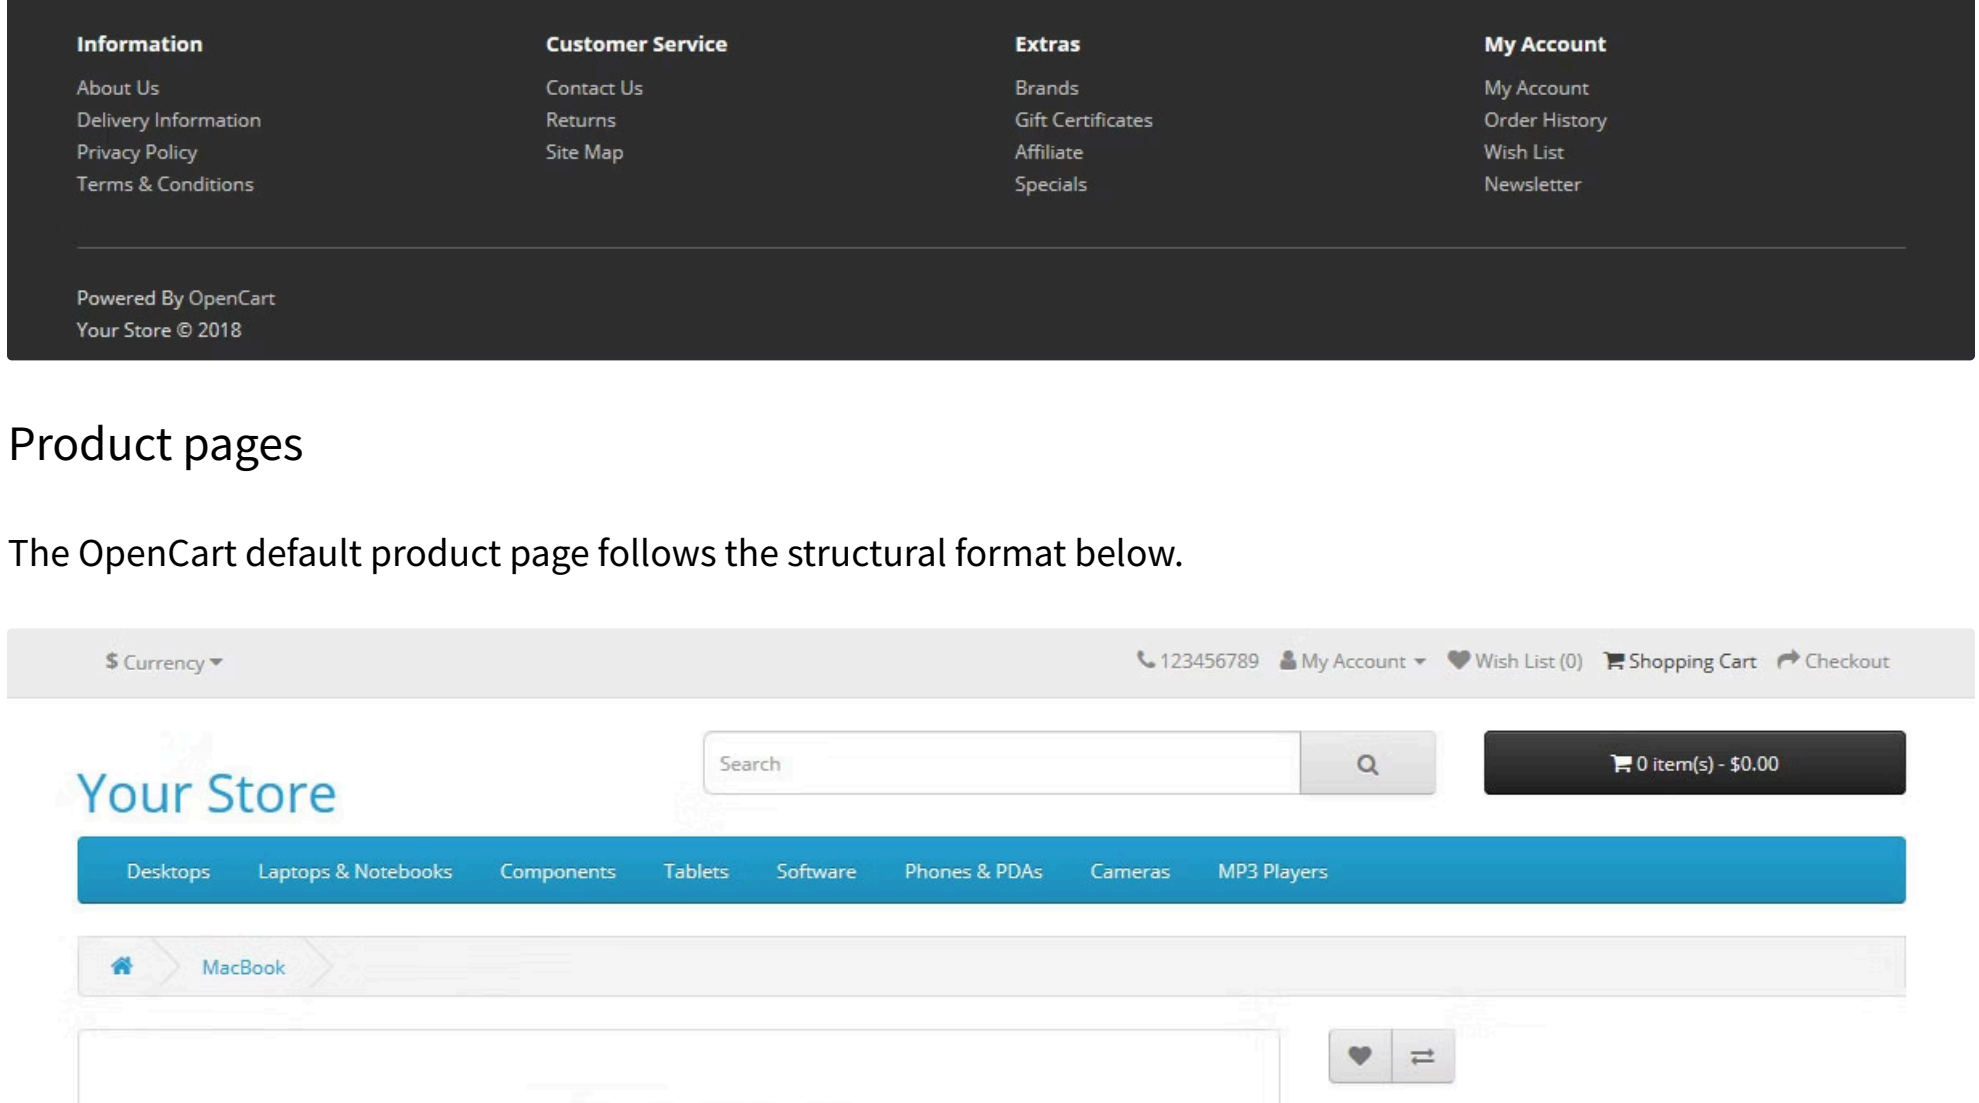 Information
About Us
Delivery Information
Privacy Policy
Terms & Conditions
Customer Service
Contact Us
Returns
Site Map
Extras
Brands
Gift Certificates
Affiliate
Specials
My Account
My Account
Order History
Wish List
Newsletter
Powered By OpenCart
Your Store © 2018
Product pages
The OpenCart default product page follows the structural format below.
$ Currency 123456789 My Account Wish List (0) Shopping Cart Checkout
Your Store
Search
0 item(s) - $0.00
Desktops Laptops & Notebooks Components Tablets Software Phones & PDAs Cameras MP3 Players
MacBook